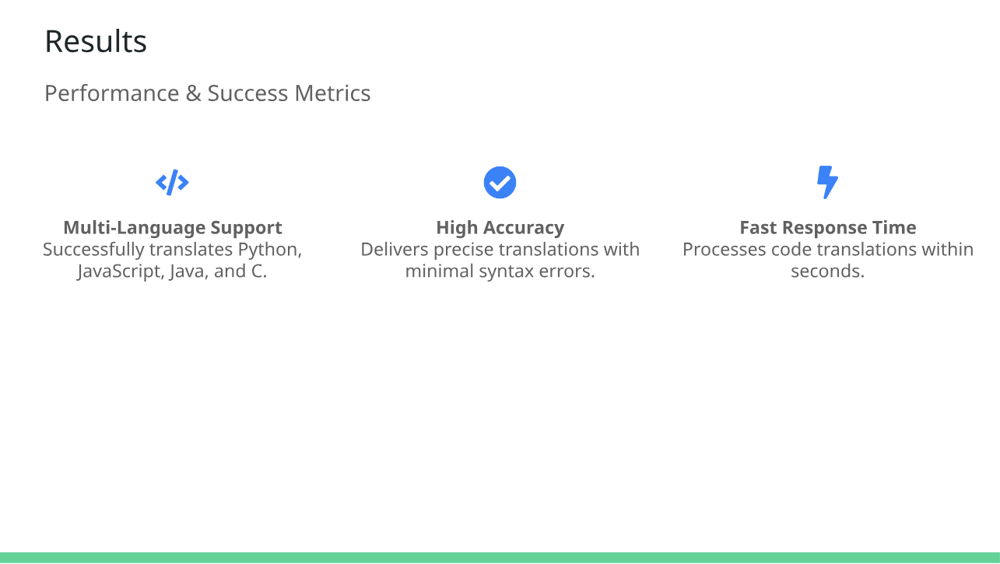 Results
Performance & Success Metrics
Multi-Language Support
Successfully translates Python,
JavaScript, Java, and C.
High Accuracy
Delivers precise translations with
minimal syntax errors.
Fast Response Time
Processes code translations within
seconds.